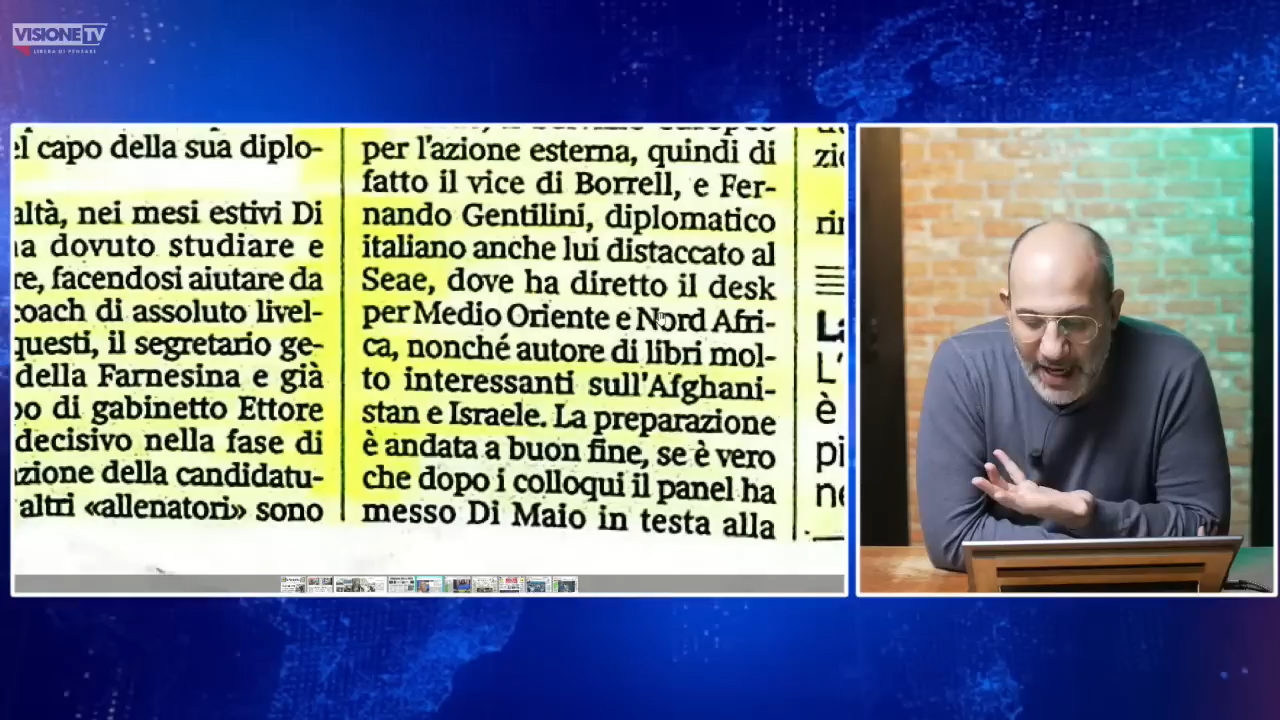 VISIONE TV
LIBERA DI PENSARE
el capo della sua diplo-
altà, nei mesi estivi Di
dovuto studiare e
re, facendosi aiutare da
coach di assoluto livel-
questi, il segretario ge-
della Farnesina e già
di gabinetto Ettore
decisivo nella fase di
zione della candidatu-
altri «allenatori» sono
per l'azione esterna, quindi di
fatto il vice di Borrell, e Fer-
nando Gentilini, diplomatico
italiano anche lui distaccato al
Seae, dove ha diretto il desk
per Medio Oriente e Nord Afri-
ca, nonché autore di libri mol-
to interessanti sull'Afghani-
stan e Israele. La preparazione
è andata a buon fine, se è vero
che dopo i colloqui il panel ha
messo Di Maio in testa alla
zi
rin
L
L'
è
pi
ne